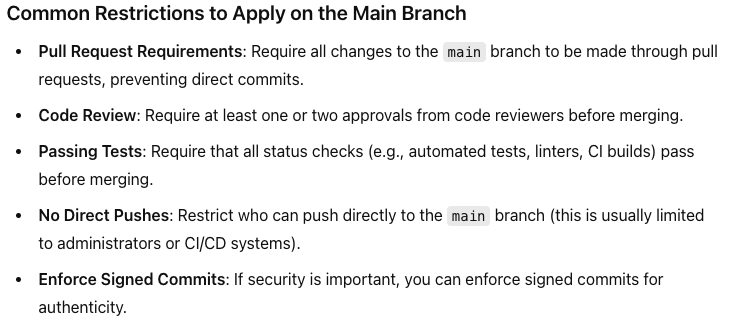 Common Restrictions to Apply on the Main Branch
• Pull Request Requirements: Require all changes to the main branch to be made through pull
requests, preventing direct commits.
• Code Review: Require at least one or two approvals from code reviewers before merging.
• Passing Tests: Require that all status checks (e.g., automated tests, linters, CI builds) pass
before merging.
• No Direct Pushes: Restrict who can push directly to the main branch (this is usually limited
to administrators or CI/CD systems).
• Enforce Signed Commits: If security is important, you can enforce signed commits for
authenticity.